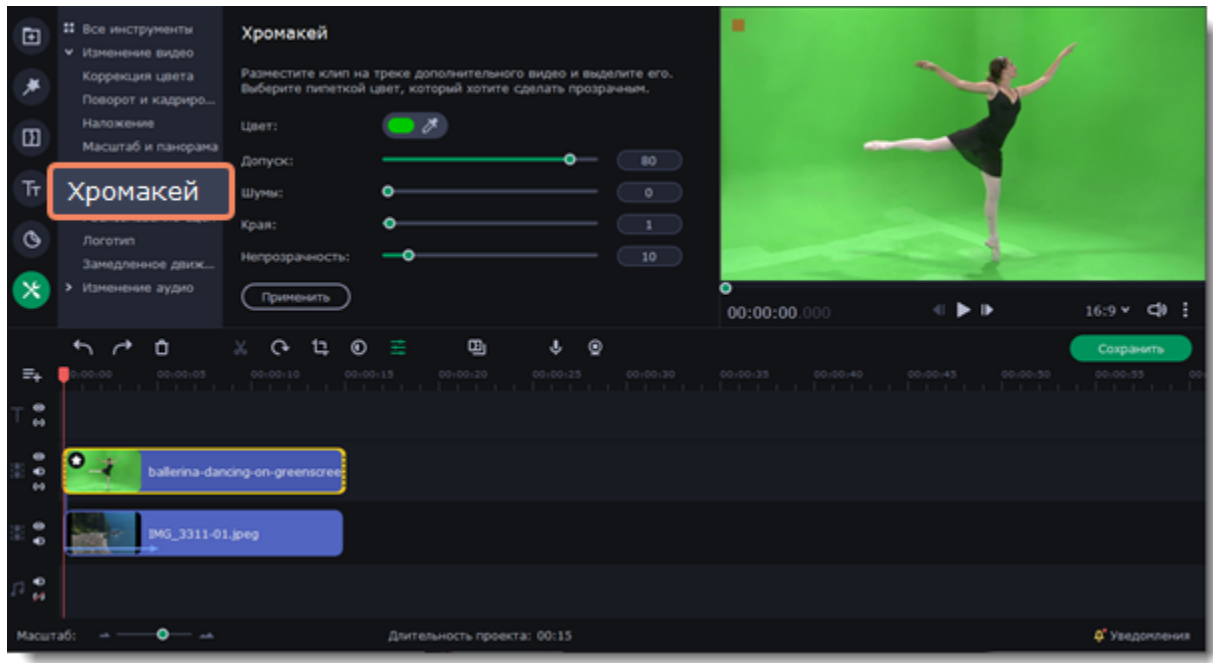 Все инструменты
Изменение видео
Коррекция цвета
Поворот и кадриро...
Наложение
Масштаб и панорама
Хромакей
Логотип
Замедленное движ...
Изменение аудио
Хромакей
Разместите клип на треке дополнительного видео и выделите его.
Выберите пипеткой цвет, который хотите сделать прозрачным.
Цвет:
Допуск: 80
Шумы: 0
Края: 1
Непрозрачность: 10
Применить
00:00:00.000
16:9
Сохранить
00:00:00 00:00:05 00:00:10 00:00:15 00:00:20 00:00:25 00:00:30 00:00:35 00:00:40 00:00:45 00:00:50 00:00:55 00:
ballerina-dancing-on-greenscree
IMG_3311-01.jpeg
Масштаб:
Длительность проекта: 00:15
Уведомления